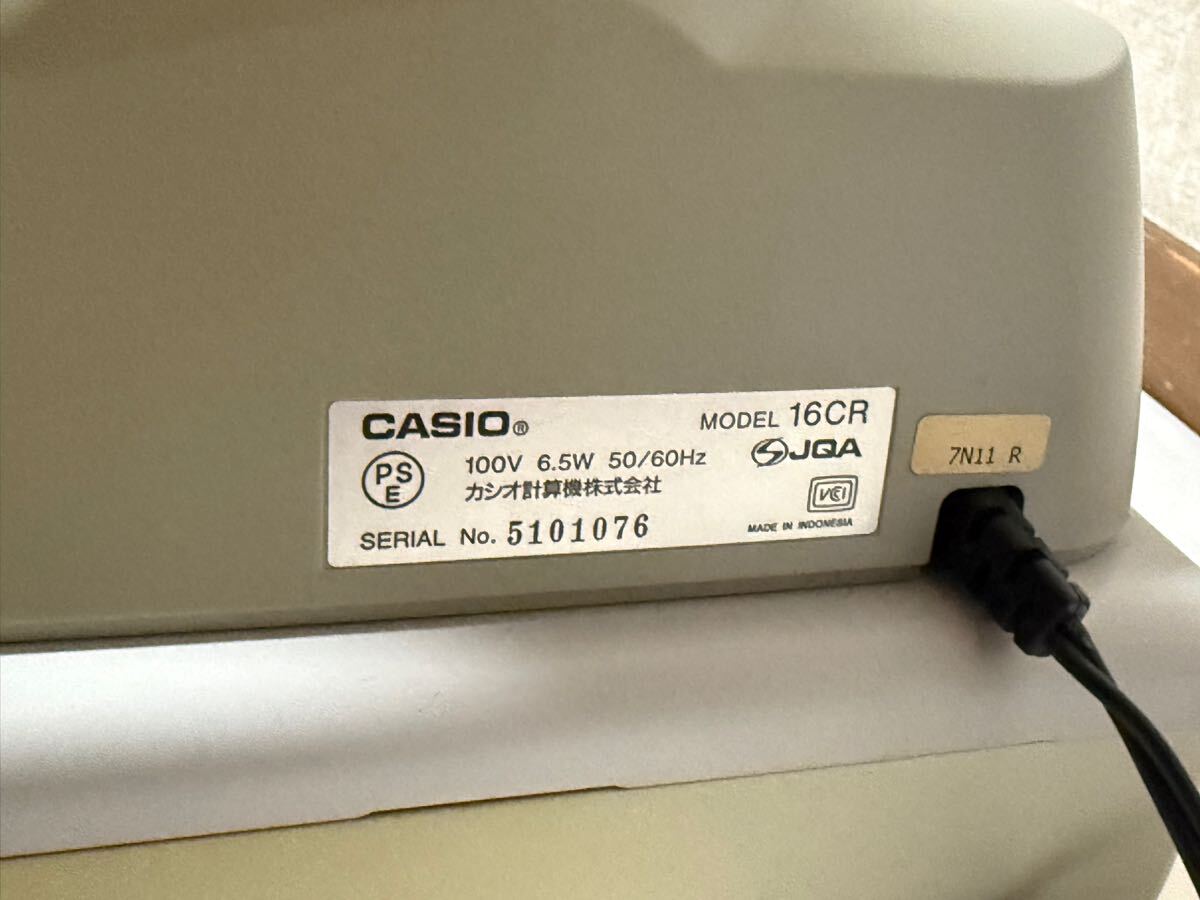 CASIO®
MODEL 16CR
PS
E
100V 6.5W 50/60Hz
JQA
カシオ計算機株式会社
VCI
SERIAL No. 5101076
MADE IN INDONESIA
7N11 R